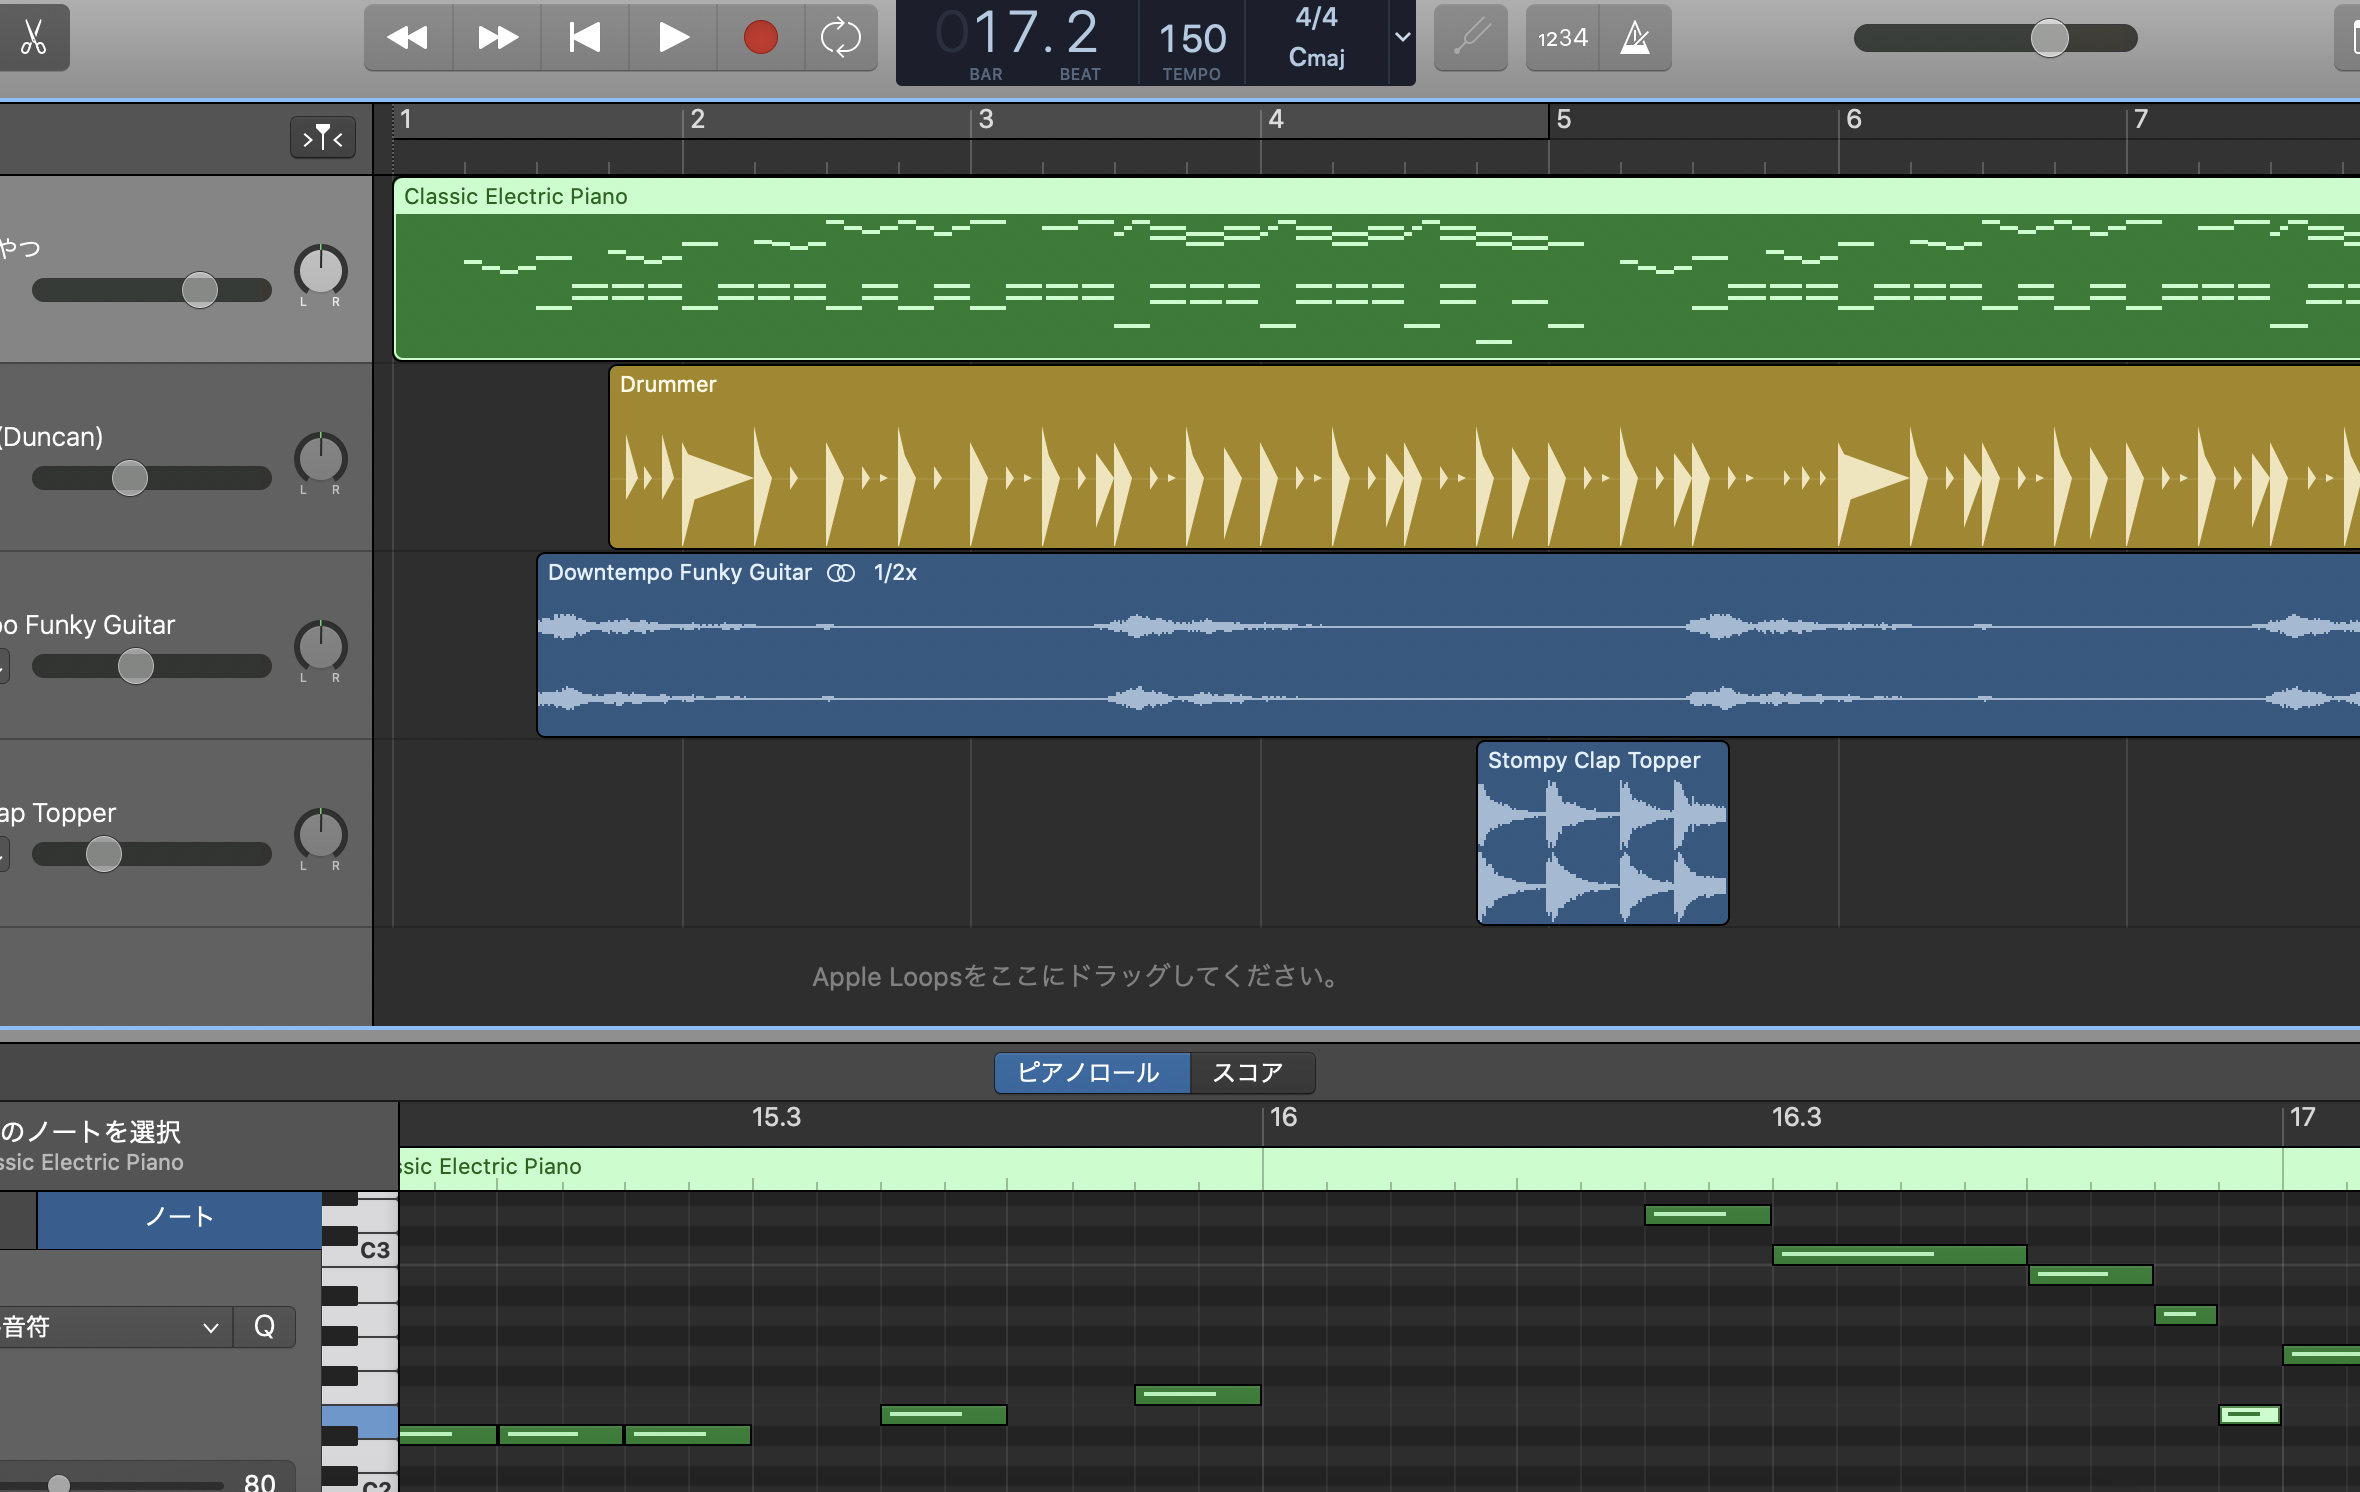 017.2
BAR BEAT
150
TEMPO
4/4
Cmaj
1234
1 2 3 4 5 6 7
Classic Electric Piano
やつ
L R
Drummer
(Duncan)
L R
Downtempo Funky Guitar 1/2x
Funky Guitar
L R
Stompy Clap Topper
Topper
L R
Apple Loopsをここにドラッグしてください。
ピアノロール スコア
15.3 16 16.3 17
のノートを選択
Electric Piano
Electric Piano
ノート
C3
音符 Q
80
C2